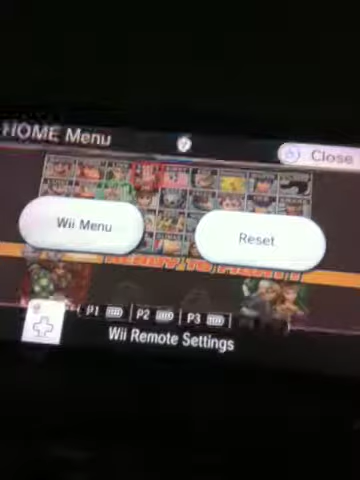 HOME Menu
Close
Wii Menu
Reset
READY TO FIGHT!
P1 P2 P3
Wii Remote Settings